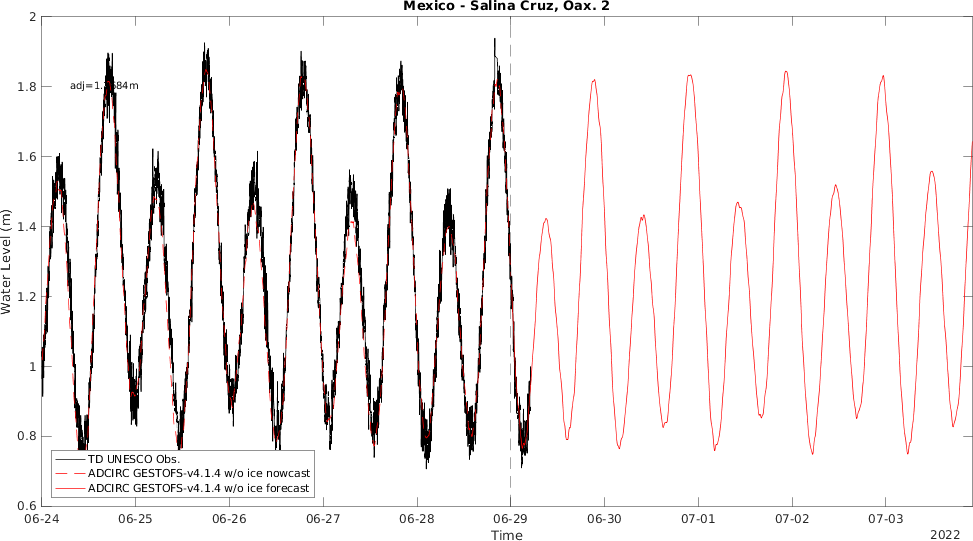 Mexico - Salina Cruz, Oax. 2
2
1.8
1.6
1.4
1.2
1
0.8
0.6
Water Level (m)
TD UNESCO Obs.
ADCIRC GESTOFS-v4.1.4 w/o ice nowcast
ADCIRC GESTOFS-v4.1.4 w/o ice forecast
06-24 06-25 06-26 06-27 06-28 06-29 06-30 07-01 07-02 07-03
Time
2022